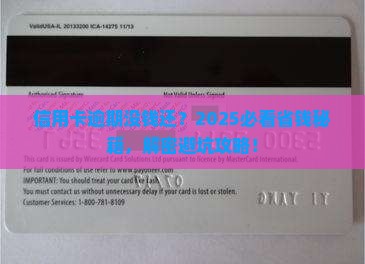 ValidUSA-IL 20133200 ICA-14275 11/13
Authorised Signature Not Valid Unless Signed
信用卡逾期没钱还？2025必看省钱秘
籍，解密避坑攻略！
This card is issued by Wirecard Card Solutions Ltd pursuant to license by MasterCard International.
For full conditions of use refer to www.payoneer.com
IMPORTANT: You should treat your card like cash.
You must contact us without unnecessary delay if your card is lost or stolen.
Customer Services: 1-800-781-8109